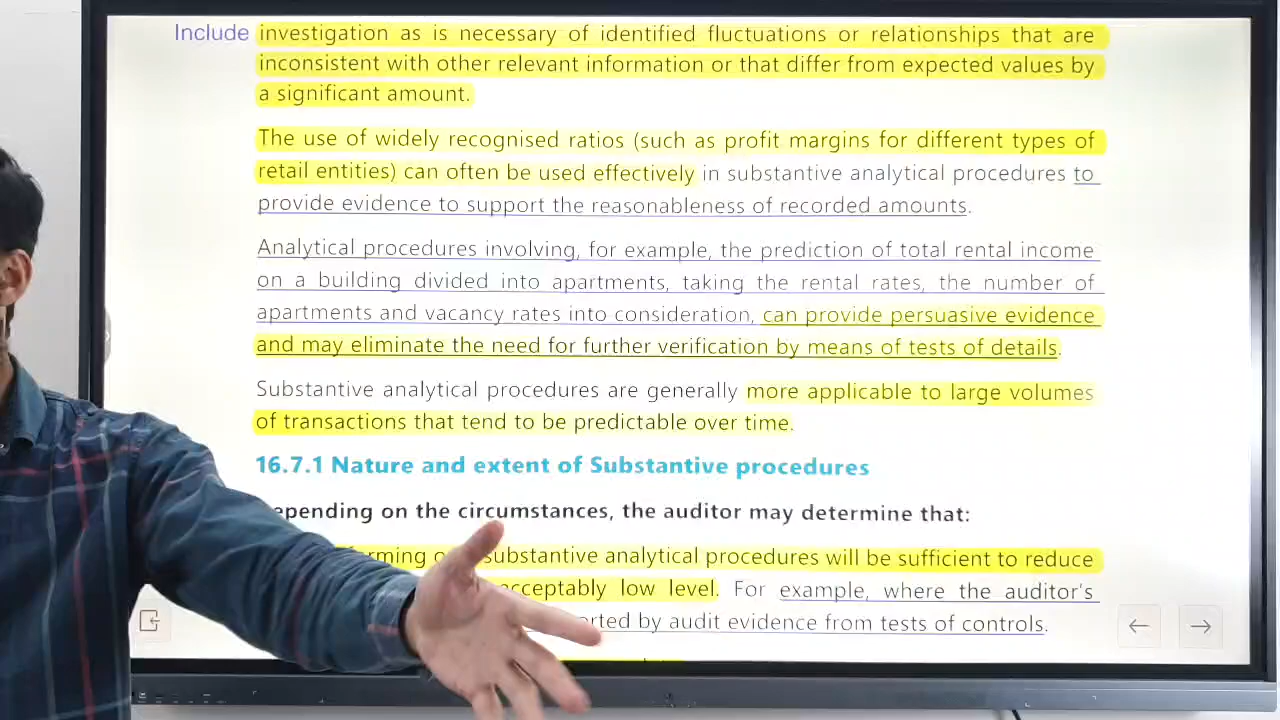 Include investigation as is necessary of identified fluctuations or relationships that are
inconsistent with other relevant information or that differ from expected values by
a significant amount.
The use of widely recognised ratios (such as profit margins for different types of
retail entities) can often be used effectively in substantive analytical procedures to
provide evidence to support the reasonableness of recorded amounts.
Analytical procedures involving, for example, the prediction of total rental income
on a building divided into apartments, taking the rental rates, the number of
apartments and vacancy rates into consideration, can provide persuasive evidence
and may eliminate the need for further verification by means of tests of details.
Substantive analytical procedures are generally more applicable to large volumes
of transactions that tend to be predictable over time.
16.7.1 Nature and extent of Substantive procedures
epending on the circumstances, the auditor may determine that:
substantive analytical procedures will be sufficient to reduce
low level. For example, where the auditor's
by audit evidence from tests of controls.